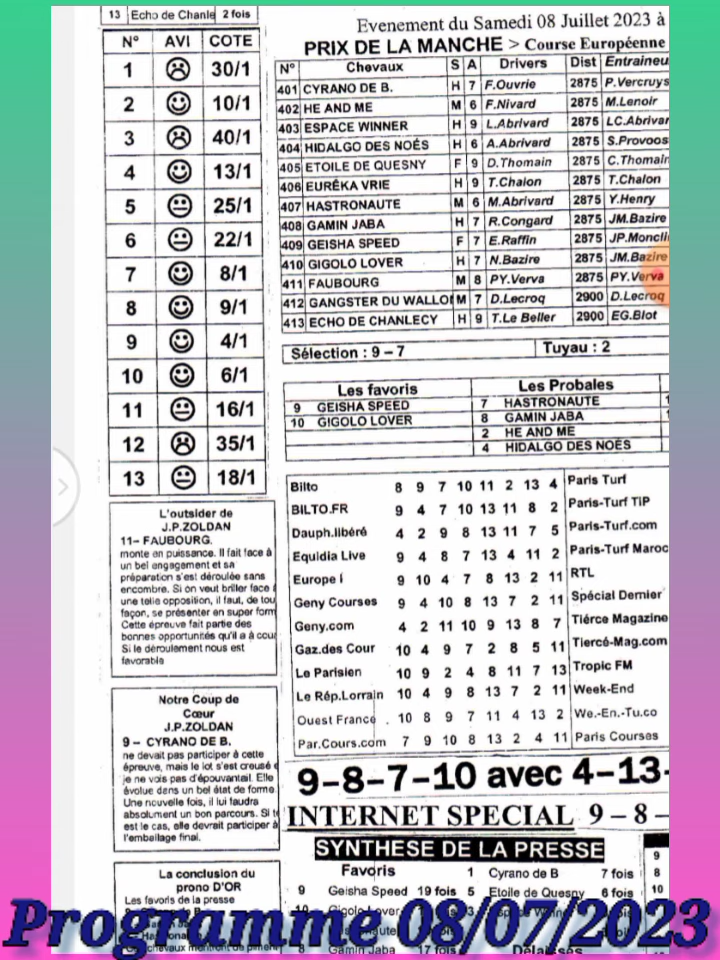 13 Echo de Chanle 2 fois
N° AVI COTE
1 30/1
2 10/1
3 40/1
4 13/1
5 25/1
6 22/1
7 8/1
8 9/1
9 4/1
10 6/1
11 16/1
12 35/1
13 18/1
L'outsider de
J.P.ZOLDAN
11– FAUBOURG.
monte en puissance. Il fait face à
un bel engagement et sa
préparation s'est déroulée sans
encombre. Si on veut briller face
une telle opposition, il faut, de tou
façon, se présenter en super form
Cette épreuve fait partie des
bonnes opportunités qu'il a à cou
Si le déroulement nous est
favorable
Notre Coup de
Cœur
J.P.ZOLDAN
9 – CYRANO DE B.
ne devait pas participer à cette
épreuve, mais le lot s'est creusé
je ne vois pas d'épouvantail. Elle
évolue dans un bel état de forme.
Une nouvelle fois, il lui faudra
absolument un bon parcours. Si
est le cas, elle devrait participer à
l'emballage final.
La conclusion du
prono D'OR
Les favoris de la presse
Evenement du Samedi 08 Juillet 2023 à
PRIX DE LA MANCHE > Course Européenne
N° Chevaux S A Drivers Dist Entraineu
401 CYRANO DE B. H 7 F.Ouvrie 2875 P.Vercruys
402 HE AND ME M 6 F.Nivard 2875 M.Lenoir
403 ESPACE WINNER H 9 L.Abrivard 2875 LC.Abrivar
404 HIDALGO DES NOÉS H 6 A.Abrivard 2875 S.Provoos
405 ETOILE DE QUESNY F 9 D.Thomain 2875 C.Thomain
406 EURÉKA VRIE H 9 T.Chalon 2875 T.Chalon
407 HASTRONAUTE M 6 M.Abrivard 2875 Y.Henry
408 GAMIN JABA H 7 R.Congard 2875 JM.Bazire
409 GEISHA SPEED F 7 E.Raffin 2875 JP.Moncli
410 GIGOLO LOVER H 7 N.Bazire 2875 JM.Bazire
411 FAUBOURG M 8 PY.Verva 2875 PY.Verva
412 GANGSTER DU WALLO M 7 D.Lecroq 2900 D.Lecroq
413 ECHO DE CHANLECY H 9 T.Le Beller 2900 EG.Blot
Sélection : 9 – 7 Tuyau : 2
Les favoris Les Probales
9 GEISHA SPEED 7 HASTRONAUTE
10 GIGOLO LOVER 8 GAMIN JABA
2 HE AND ME
4 HIDALGO DES NOÉS
Bilto 8 9 7 10 11 2 13 4 Paris Turf
BILTO.FR 9 4 7 10 13 11 8 2 Paris-Turf TiP
Dauph.libéré 4 2 9 8 13 11 7 5 Paris-Turf.com
Equidia Live 9 4 8 7 13 4 11 2 Paris-Turf Maroc
Europe I 9 10 4 7 8 13 2 11 RTL
Geny Courses 9 4 10 8 13 7 2 11 Spécial Dernier
Geny.com 4 2 11 10 9 13 8 7 Tiérce Magazine
Gaz.des Cour 10 4 9 7 2 8 5 11 Tiercé-Mag.com
Le Parisien 10 9 2 4 8 11 7 13 Tropic FM
Le Rép.Lorrain 10 4 9 8 13 7 2 11 Week-End
Ouest France 10 8 9 7 11 4 13 2 We.-En.-Tu.co
Par.Cours.com 7 9 10 8 13 2 4 11 Paris Courses
9–8–7–10 avec 4–13-
INTERNET SPECIAL 9 – 8 –
SYNTHESE DE LA PRESSE
Favoris 1 Cyrano de B 7 fois
9 Geisha Speed 19 fois 5 Etoile de Quespy 6 fois
Gigolo Lover
8 Gamin Jaba 17 fois Délaissés
9
8
10
Programme 08/07/2023